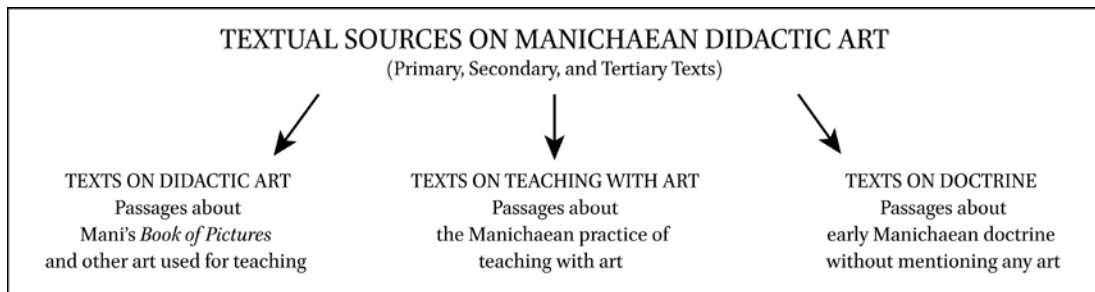 TEXTUAL SOURCES ON MANICHAEAN DIDACTIC ART
(Primary, Secondary, and Tertiary Texts)
TEXTS ON DIDACTIC ART
Passages about
Mani's Book of Pictures
and other art used for teaching
TEXTS ON TEACHING WITH ART
Passages about
the Manichaean practice of
teaching with art
TEXTS ON DOCTRINE
Passages about
early Manichaean doctrine
without mentioning any art